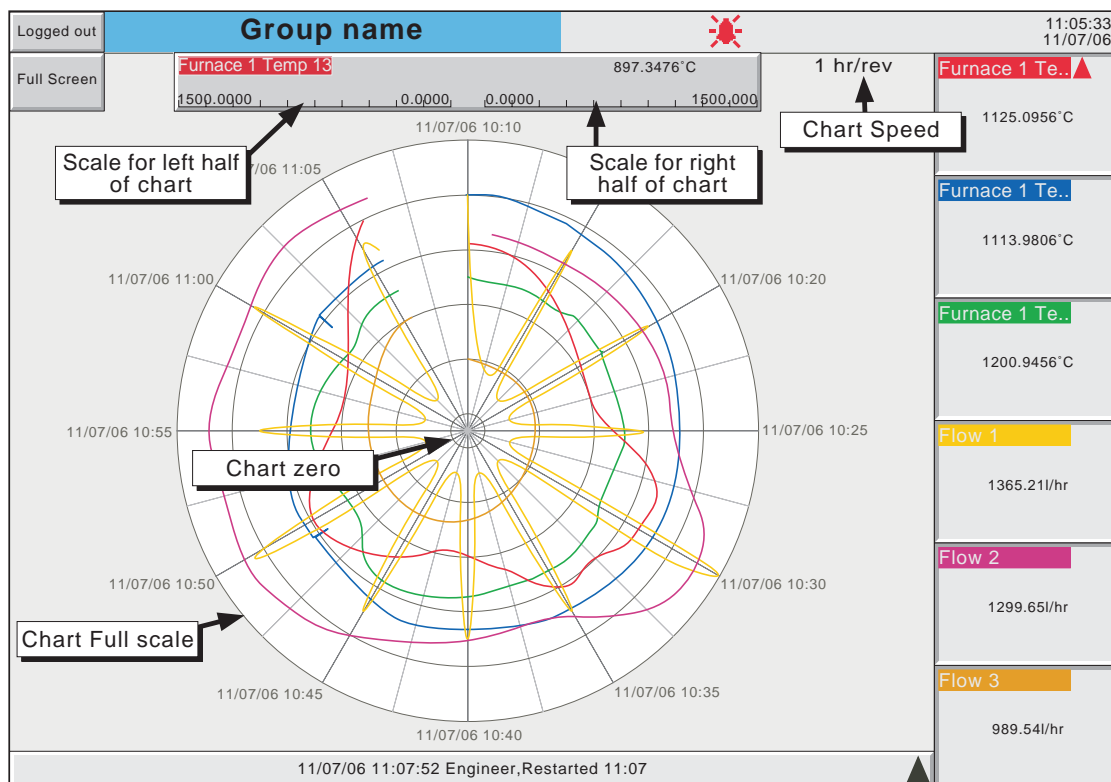 Logged out
Group name
11:05:33
11/07/06
Full Screen
Furnace 1 Temp 13
897.3476°C
1500.0000
0.0000
0.0000
1500,000
1 hr/rev
Chart Speed
Scale for left half
of chart
Scale for right
half of chart
11/07/06 10:10
/06 11:05
11/07/06 11:00
11/07/06 10:20
11/07/06 10:55
11/07/06 10:25
Chart zero
11/07/06 10:50
11/07/06 10:30
Chart Full scale
11/07/06 10:45
11/07/06 10:35
11/07/06 10:40
Furnace 1 Te..
1125.0956°C
Furnace 1 Te..
1113.9806°C
Furnace 1 Te..
1200.9456°C
Flow 1
1365.21l/hr
Flow 2
1299.65l/hr
Flow 3
989.54l/hr
11/07/06 11:07:52 Engineer,Restarted 11:07